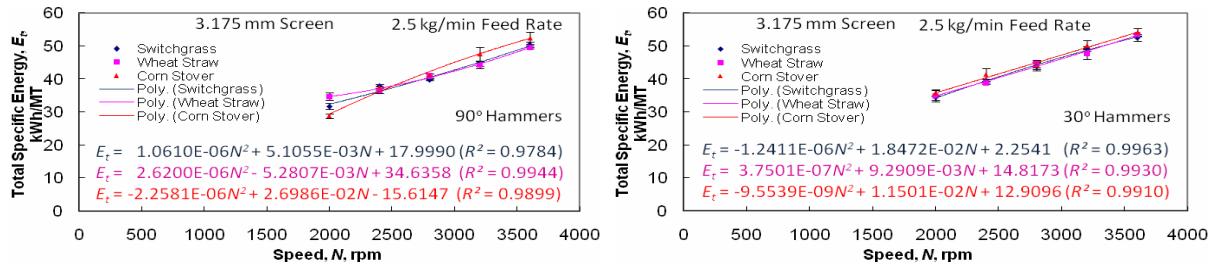 3.175 mm Screen 2.5 kg/min Feed Rate
Switchgrass
Wheat Straw
Corn Stover
Poly. (Switchgrass)
Poly. (Wheat Straw)
Poly. (Corn Stover)
90° Hammers
E_t = 1.0610E-06N² + 5.1055E-03N + 17.9990 (R² = 0.9784)
E_t = 2.6200E-06N² - 5.2807E-03N + 34.6358 (R² = 0.9944)
E_t = -2.2581E-06N² + 2.6986E-02N - 15.6147 (R² = 0.9899)
Total Specific Energy, E_t,
kWh/MT
60
50
40
30
20
10
0
0 500 1000 1500 2000 2500 3000 3500 4000
Speed, N, rpm
3.175 mm Screen 2.5 kg/min Feed Rate
Switchgrass
Wheat Straw
Corn Stover
Poly. (Switchgrass)
Poly. (Wheat Straw)
Poly. (Corn Stover)
30° Hammers
E_t = -1.2411E-06N² + 1.8472E-02N + 2.2541 (R² = 0.9963)
E_t = 3.7501E-07N² + 9.2909E-03N + 14.8173 (R² = 0.9930)
E_t = -9.5539E-09N² + 1.1501E-02N + 12.9096 (R² = 0.9910)
Total Specific Energy, E_t,
kWh/MT
60
50
40
30
20
10
0
0 500 1000 1500 2000 2500 3000 3500 4000
Speed, N, rpm